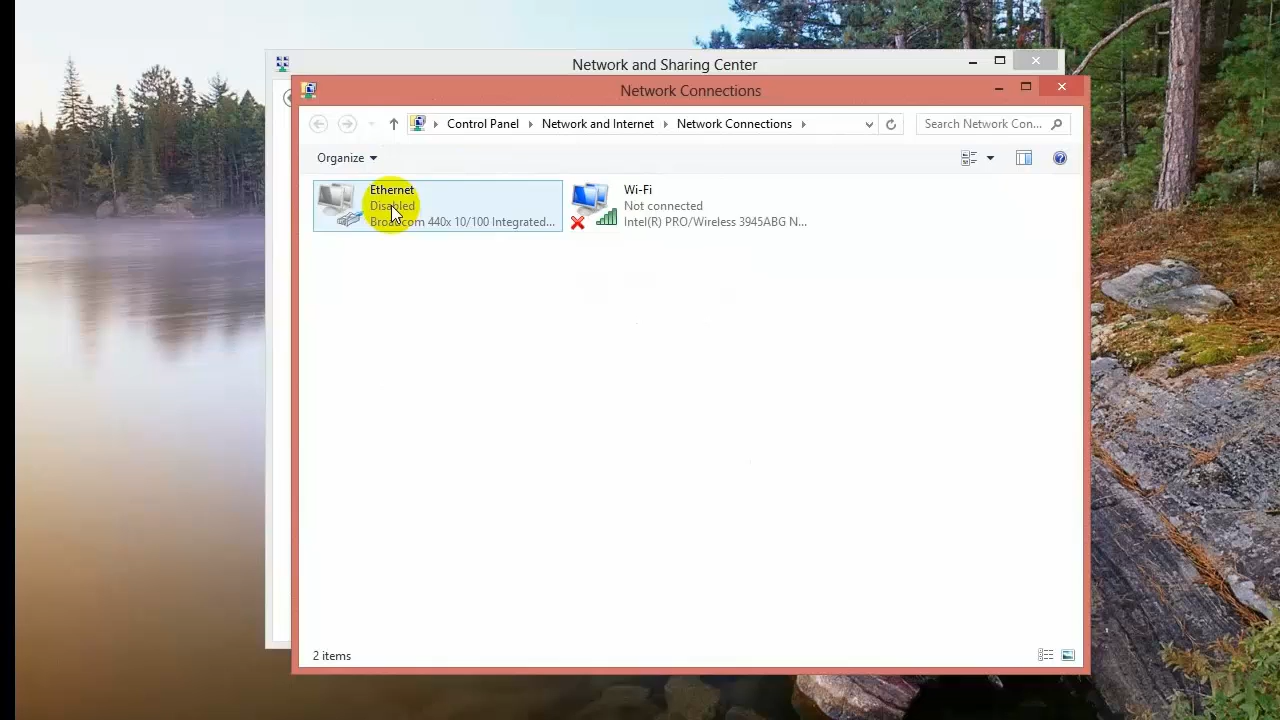 Network and Sharing Center
Network Connections
Control Panel Network and Internet Network Connections
Search Network Con...
Organize
Ethernet
Disabled
Broadcom 440x 10/100 Integrated...
Wi-Fi
Not connected
Intel(R) PRO/Wireless 3945ABG N...
2 items